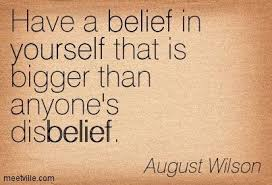 Have a belief in
yourself that is
bigger than
anyone's
disbelief.
August Wilson
meetville.com